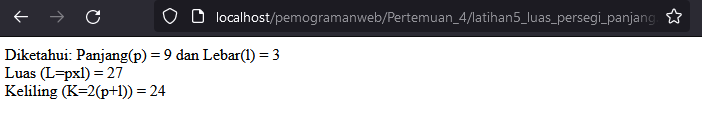 localhost/pemogramanweb/Pertemuan_4/latihan5_luas_persegi_panjang
Diketahui: Panjang(p) = 9 dan Lebar(l) = 3
Luas (L=pxl) = 27
Keliling (K=2(p+l)) = 24